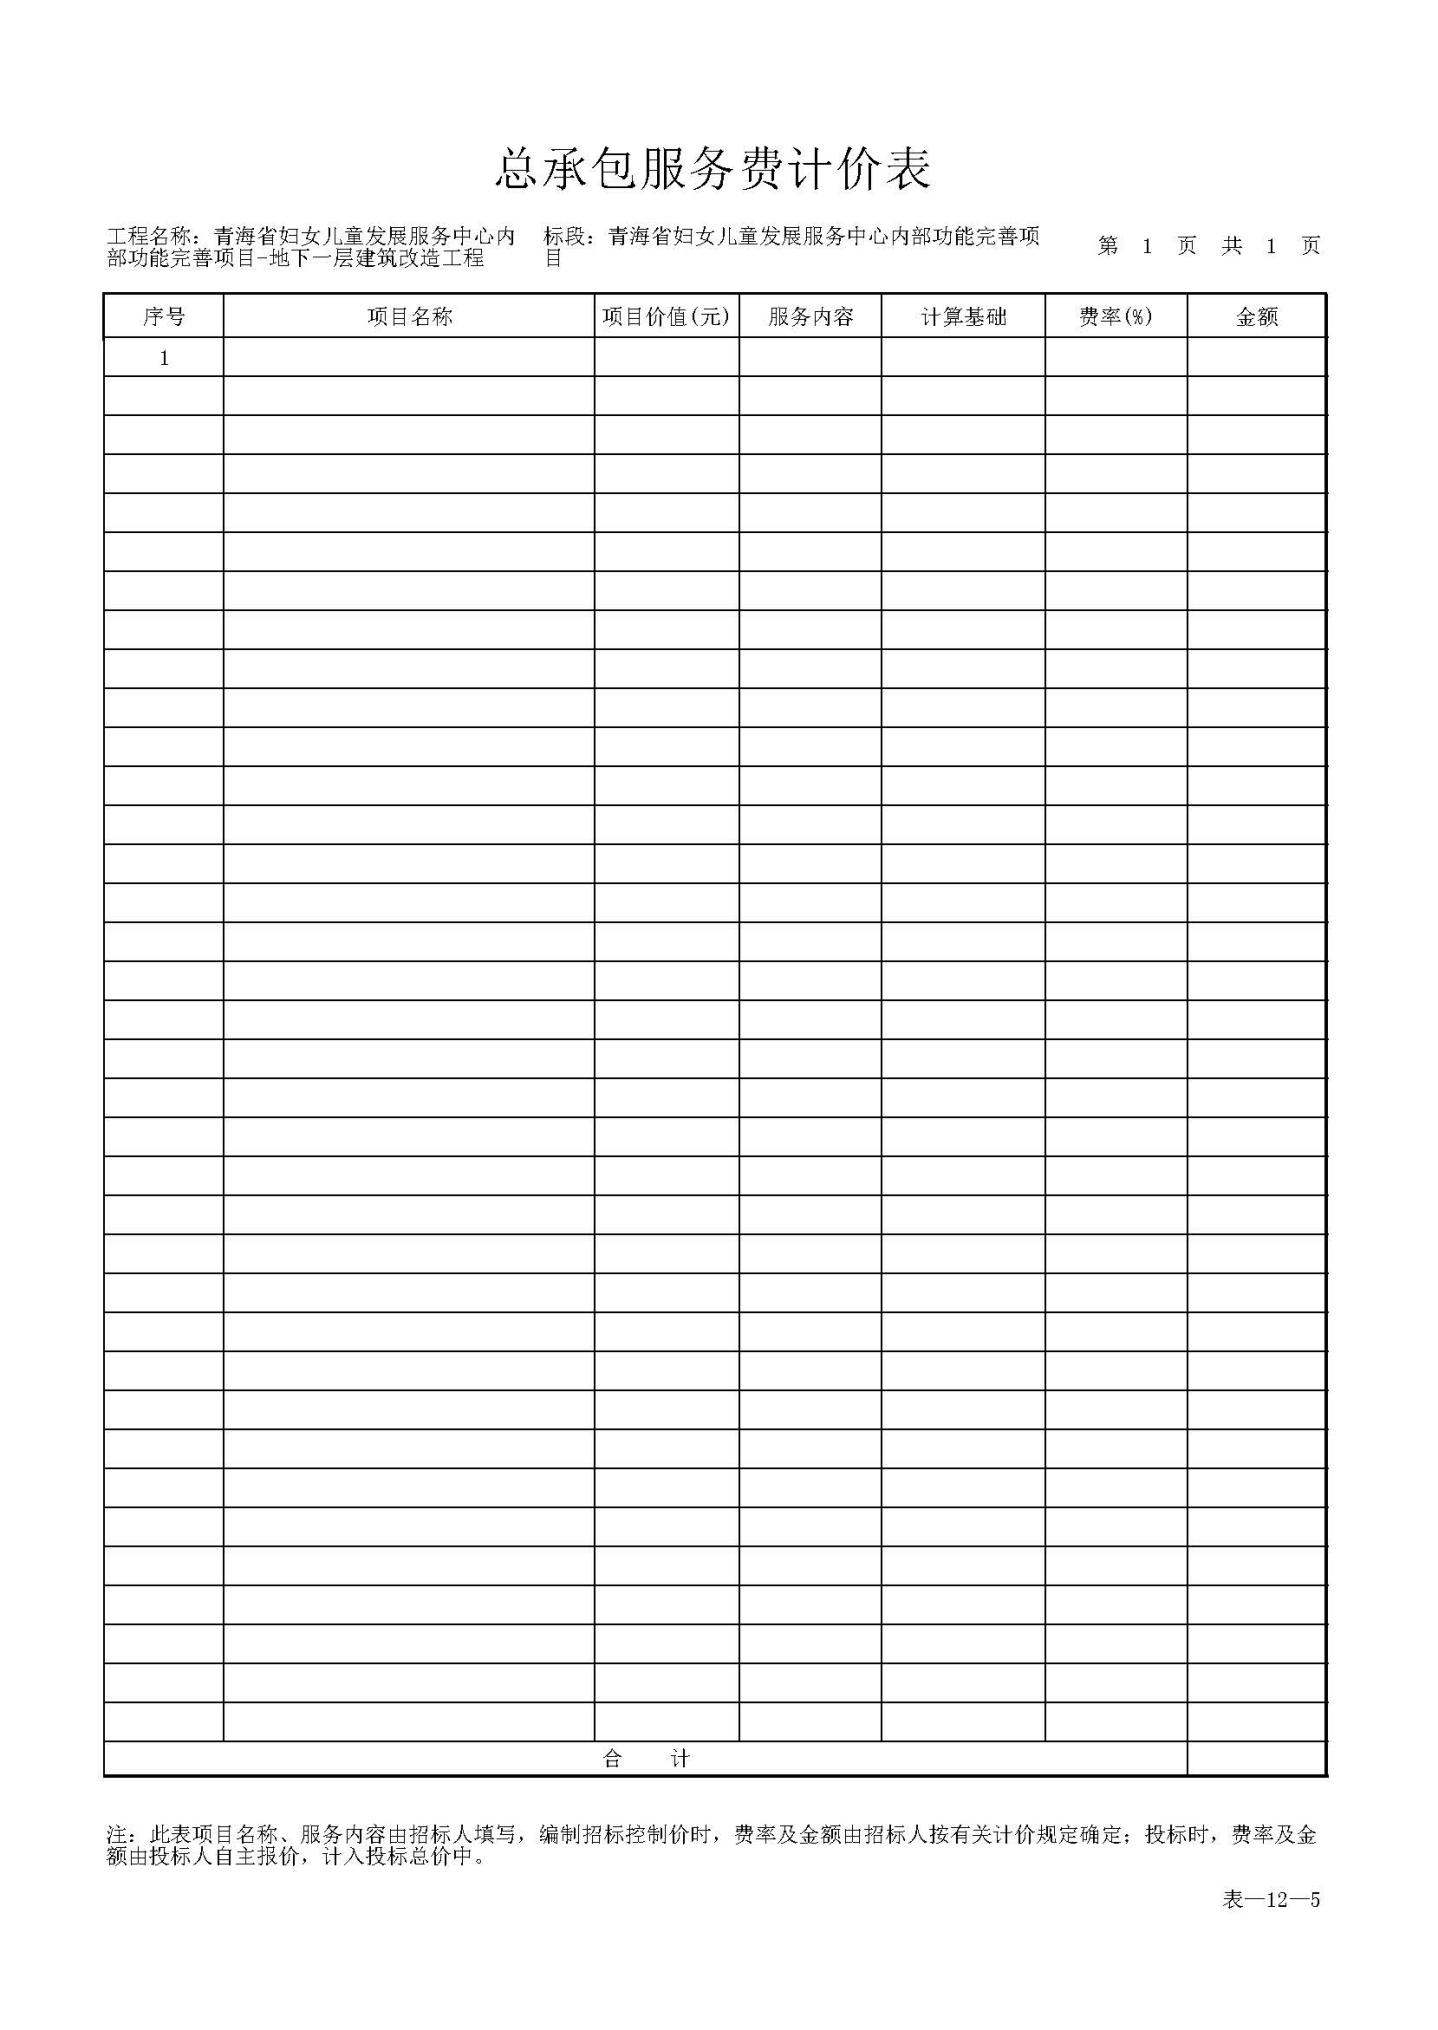 总承包服务费计价表
工程名称：青海省妇女儿童发展服务中心内
部功能完善项目-地下一层建筑改造工程
标段：青海省妇女儿童发展服务中心内部功能完善项
目
第 1 页 共 1 页
序号 项目名称 项目价值(元) 服务内容 计算基础 费率(%) 金额
1
合 计
注：此表项目名称、服务内容由招标人填写，编制招标控制价时，费率及金额由招标人按有关计价规定确定；投标时，费率及金
额由投标人自主报价，计入投标总价中。
表—12—5